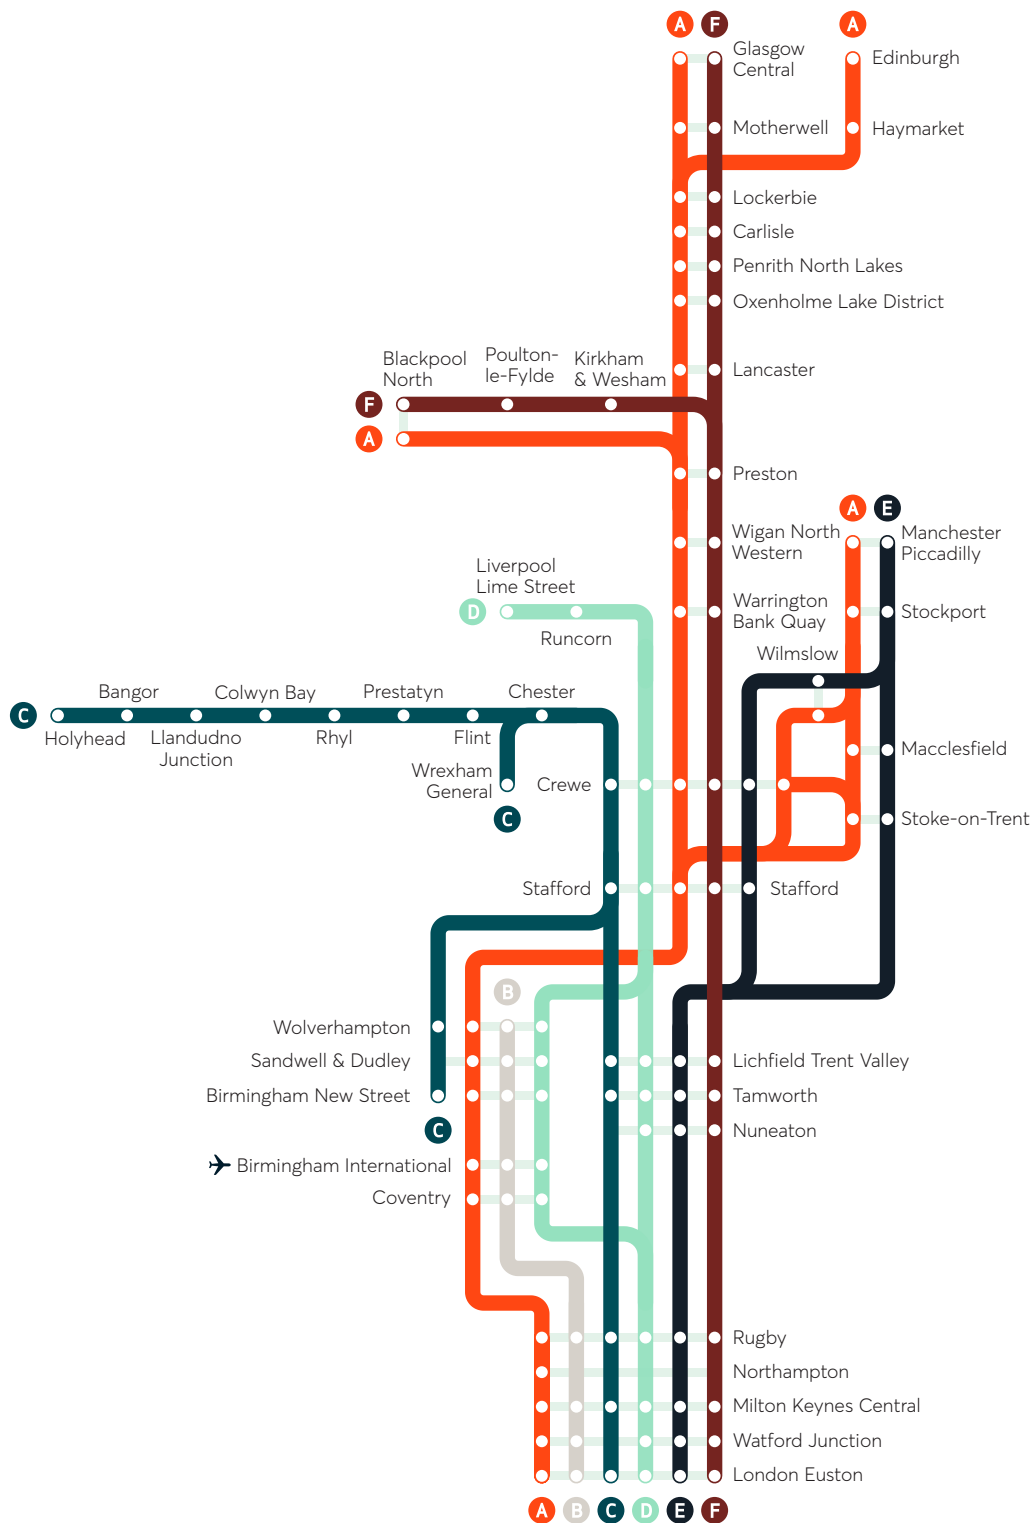 A
F
A
Glasgow
Central
Edinburgh
Motherwell
Haymarket
Lockerbie
Carlisle
Penrith North Lakes
Oxenholme Lake District
Blackpool
North
Poulton-
le-Fylde
Kirkham
& Wesham
Lancaster
F
A
Preston
A
E
Wigan North
Western
Manchester
Piccadilly
Liverpool
Lime Street
D
Runcorn
Warrington
Bank Quay
Stockport
Wilmslow
Bangor
Colwyn Bay
Prestatyn
Chester
C
Holyhead
Llandudno
Junction
Rhyl
Flint
Macclesfield
Wrexham
General
Crewe
C
Stoke-on-Trent
Stafford
Stafford
B
Wolverhampton
Sandwell & Dudley
Lichfield Trent Valley
Birmingham New Street
Tamworth
C
Nuneaton
Birmingham International
Coventry
Rugby
Northampton
Milton Keynes Central
Watford Junction
London Euston
A
B
C
D
E
F